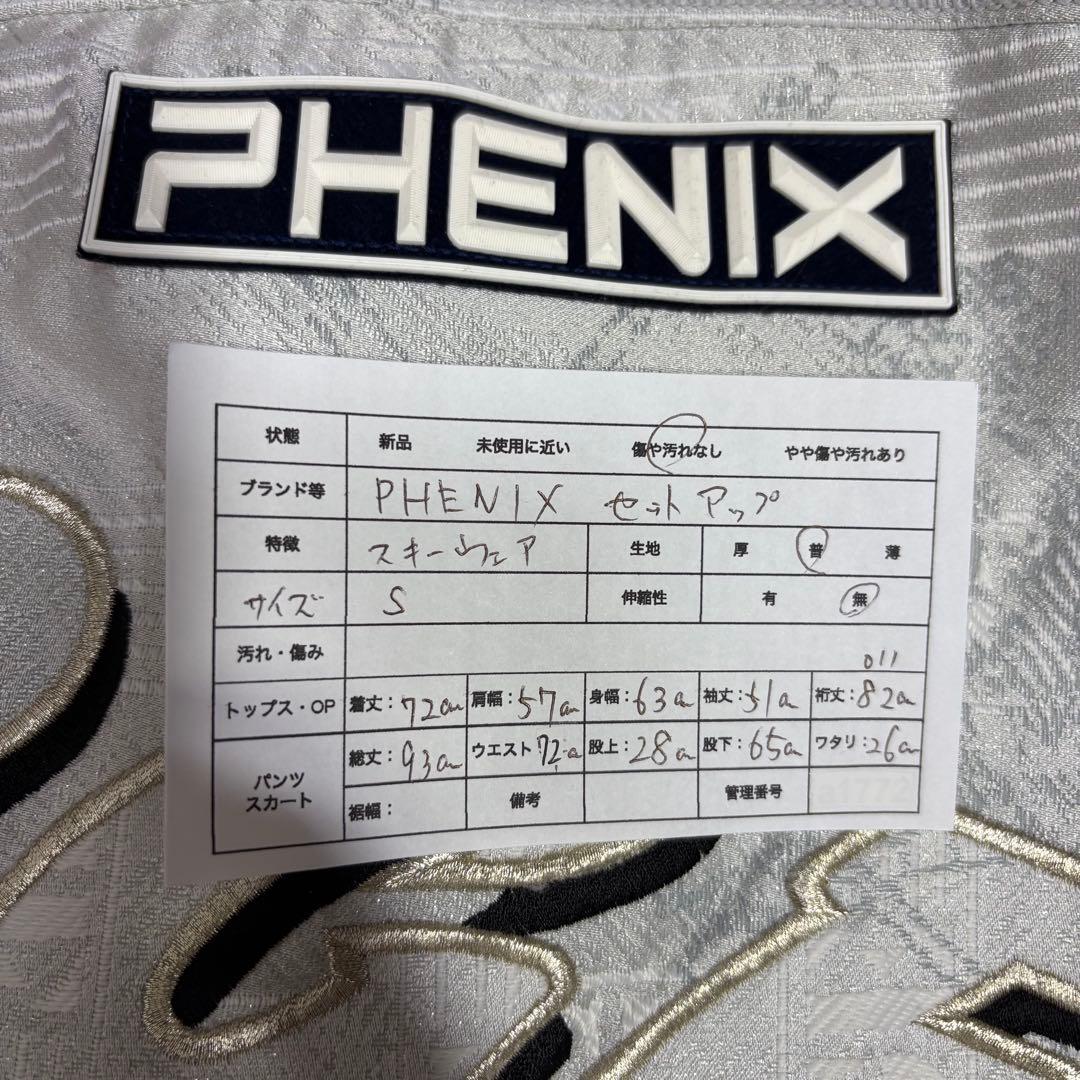 PHENIX
状態 新品 未使用に近い 傷や汚れなし やや傷や汚れあり
ブランド等 PHENIX セットアップ
特徴 スキーウェア 生地 厚 普 薄
サイズ S 伸縮性 有 無
汚れ・傷み 011
トップス・OP 着丈:72cm 肩幅:57cm 身幅:63cm 袖丈:51cm 裄丈:82cm
パンツ スカート 総丈:93cm ウエスト72cm 股上:28cm 股下:65cm ワタリ:26cm
裾幅: 備考 管理番号